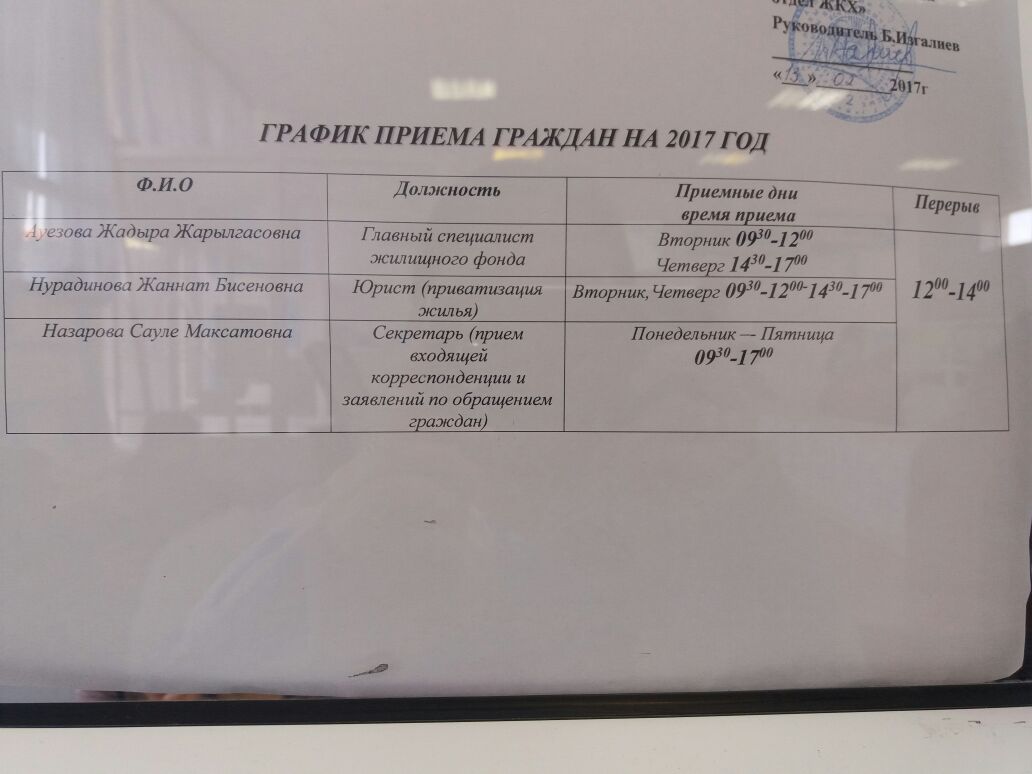 отдел ЖКХ»
Руководитель Б.Изгалиев
«13» 02 2017г
ГРАФИК ПРИЕМА ГРАЖДАН НА 2017 ГОД
Ф.И.О
Должность
Приемные дни
время приема
Перерыв
Ауезова Жадыра Жарылгасовна
Главный специалист
жилищного фонда
Вторник 09³⁰-12⁰⁰
Четверг 14³⁰-17⁰⁰
12⁰⁰-14⁰⁰
Нурадинова Жаннат Бисеновна
Юрист (приватизация
жилья)
Вторник,Четверг 09³⁰-12⁰⁰⁻14³⁰-17⁰⁰
Назарова Сауле Максатовна
Секретарь (прием
входящей
корреспонденции и
заявлений по обращением
граждан)
Понедельник — Пятница
09³⁰-17⁰⁰